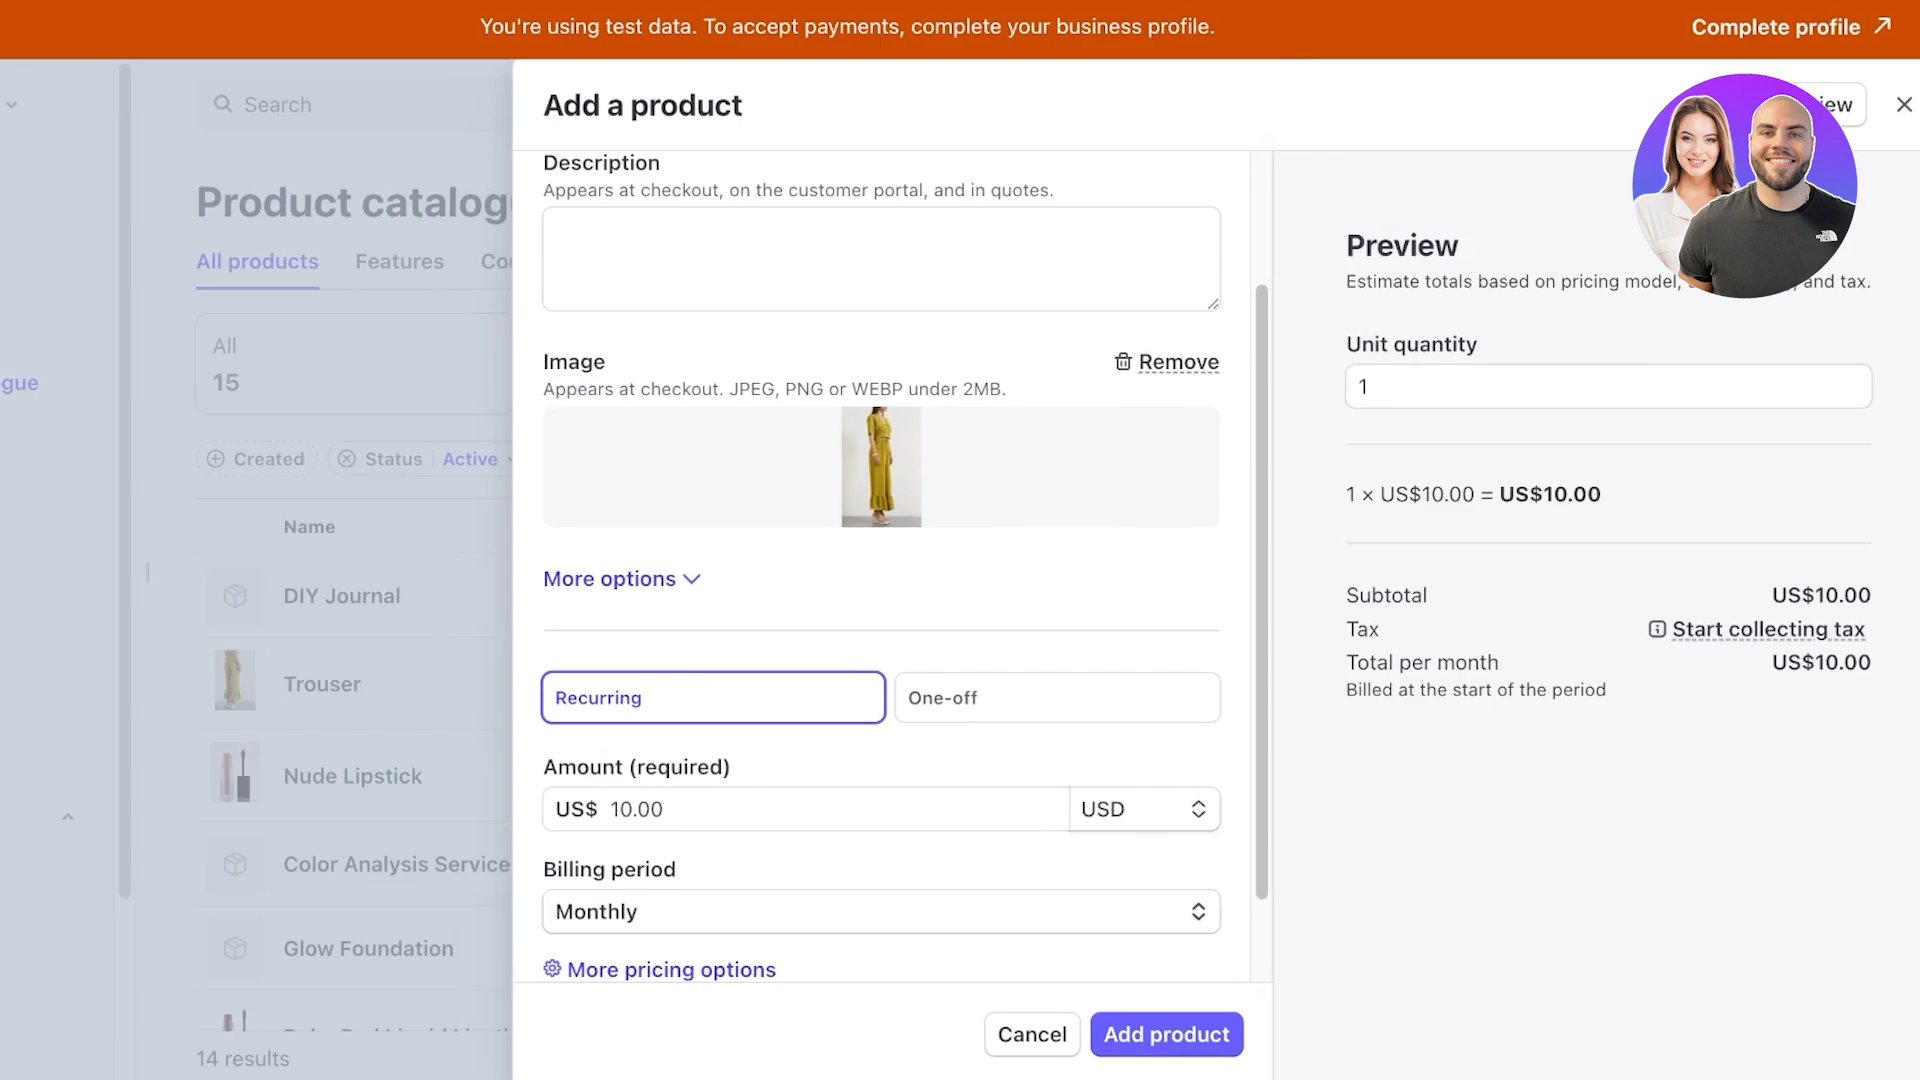 You're using test data. To accept payments, complete your business profile.
Complete profile
Search
Add a product
Description
Appears at checkout, on the customer portal, and in quotes.
Product catalog
All products
Features
All
15
Image
Remove
Appears at checkout. JPEG, PNG or WEBP under 2MB.
Created
Status
Active
Name
More options
DIY Journal
Trouser
Recurring
One-off
Nude Lipstick
Amount (required)
US$ 10.00
USD
Color Analysis Service
Billing period
Monthly
Glow Foundation
More pricing options
14 results
Cancel
Add product
Preview
Estimate totals based on pricing model,
and tax.
Unit quantity
1
1 × US$10.00 = US$10.00
Subtotal
US$10.00
Tax
Start collecting tax
Total per month
US$10.00
Billed at the start of the period